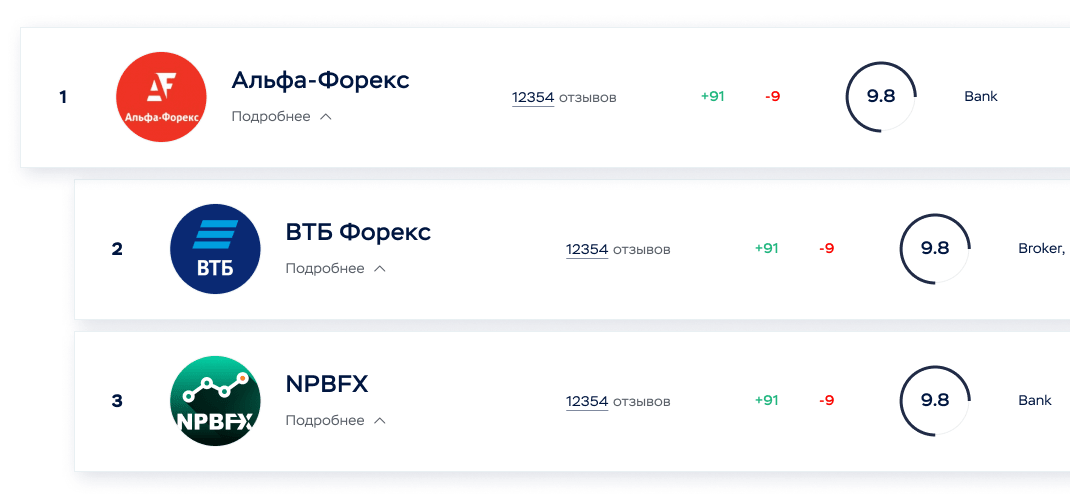 1 Альфа-Форекс Альфа-Форекс 12354 отзывов +91 -9 9.8 Bank
Подробнее
2 ВТБ ВТБ Форекс 12354 отзывов +91 -9 9.8 Broker,
Подробнее
3 NPBFX NPBFX 12354 отзывов +91 -9 9.8 Bank
Подробнее